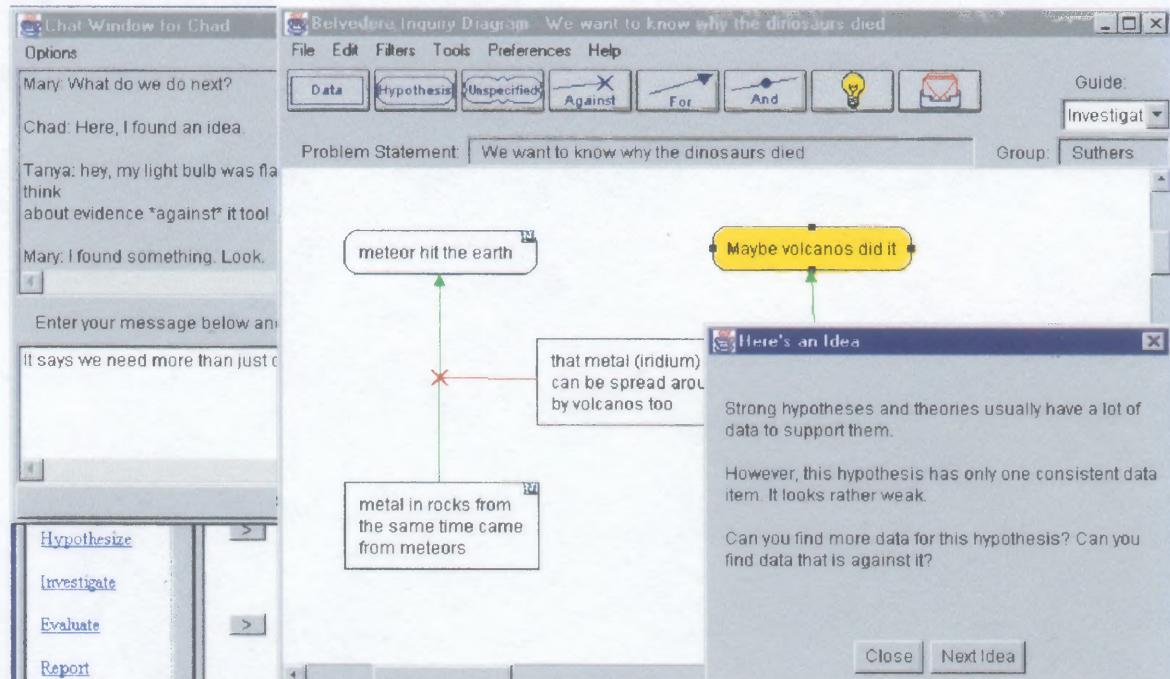 Chat Window for Chad
Options
Mary: What do we do next?
Chad: Here, I found an idea.
Tanya: hey, my light bulb was fla
think
about evidence *against* it too!
Mary: I found something. Look.
Enter your message below and
It says we need more than just
Hypothesize
Investigate
Evaluate
Report
>
>
Belvedere Inquiry Diagram - We want to know why the dinosaurs died
File Edit Filters Tools Preferences Help
Data Hypothesis Unspecified Against For And
Guide:
Investigat
Problem Statement: We want to know why the dinosaurs died
Group: Suthers
meteor hit the earth
Maybe volcanos did it
that metal (iridium)
can be spread arou
by volcanos too
metal in rocks from
the same time came
from meteors
Here's an Idea
Strong hypotheses and theories usually have a lot of
data to support them.
However, this hypothesis has only one consistent data
item. It looks rather weak.
Can you find more data for this hypothesis? Can you
find data that is against it?
Close Next Idea